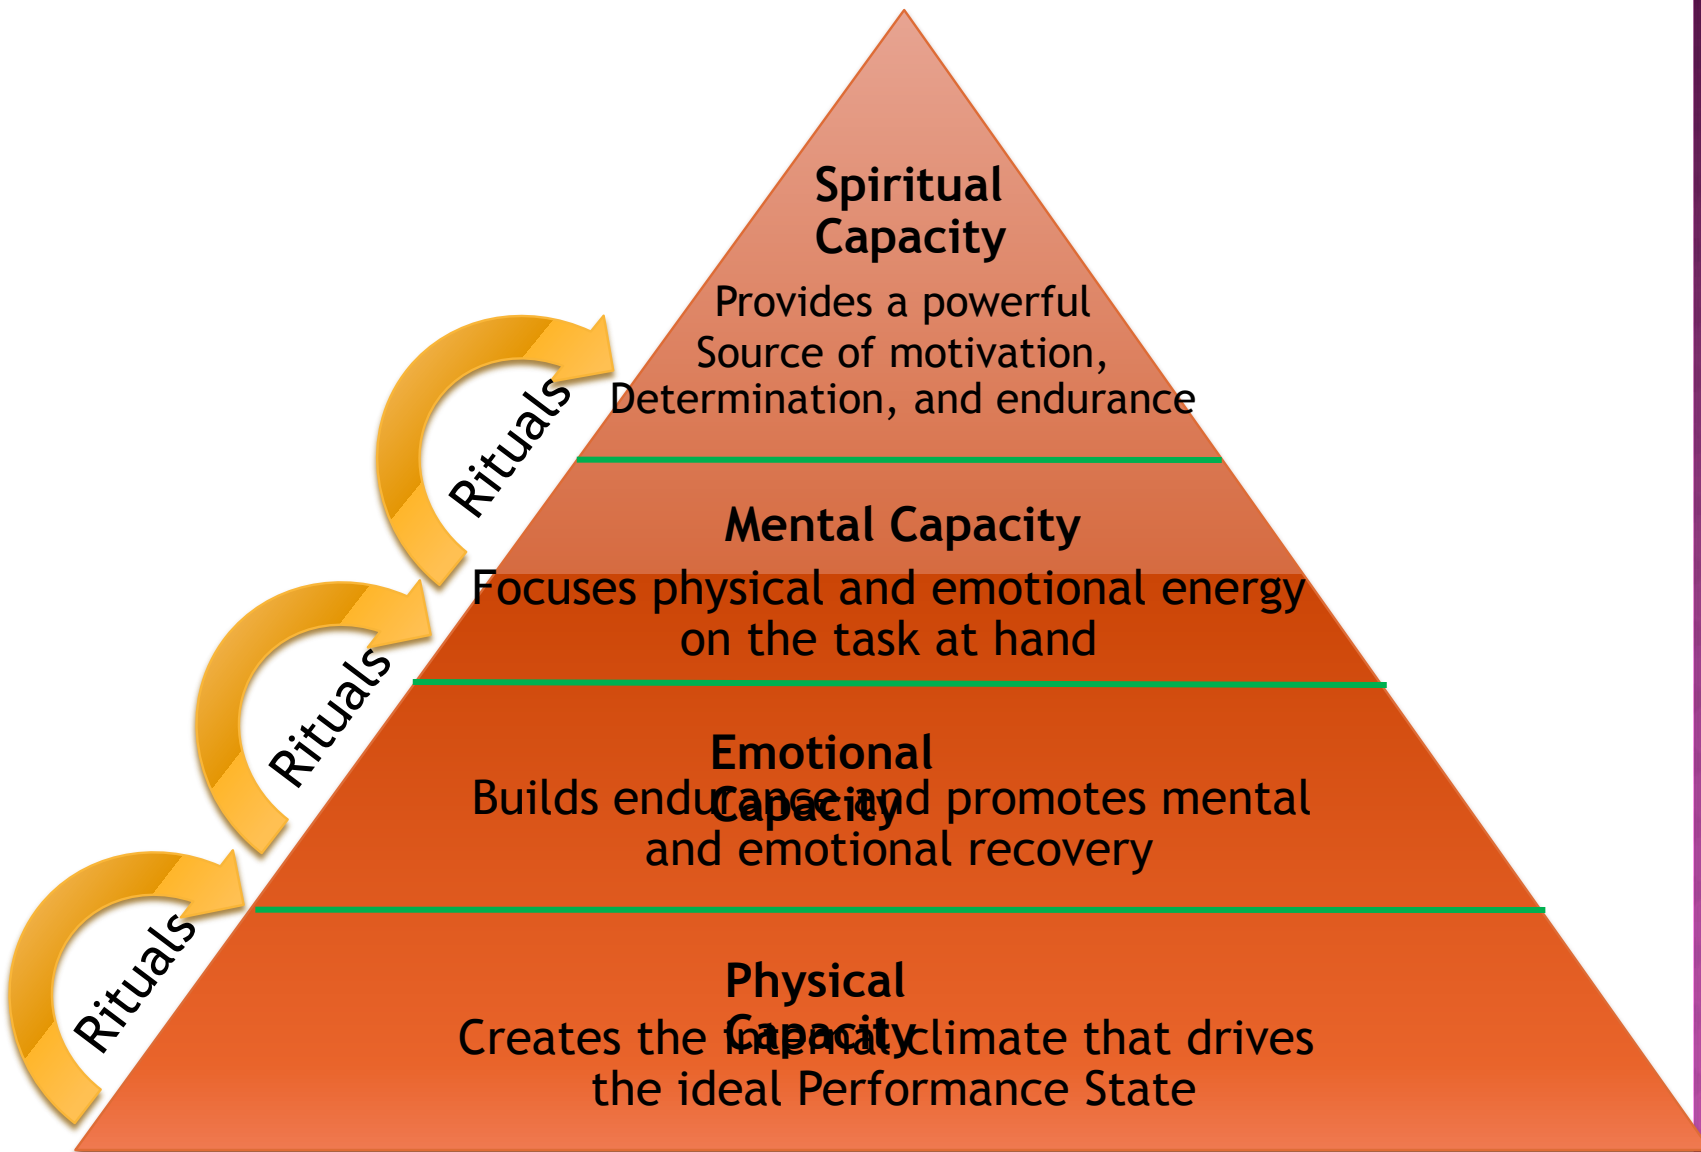 Spiritual
Capacity
Provides a powerful
Source of motivation,
Determination, and endurance
Rituals
Mental Capacity
Focuses physical and emotional energy
on the task at hand
Rituals
Emotional
Capacity
Builds endurance and promotes mental
and emotional recovery
Rituals
Physical
Capacity
Creates the internal climate that drives
the ideal Performance State